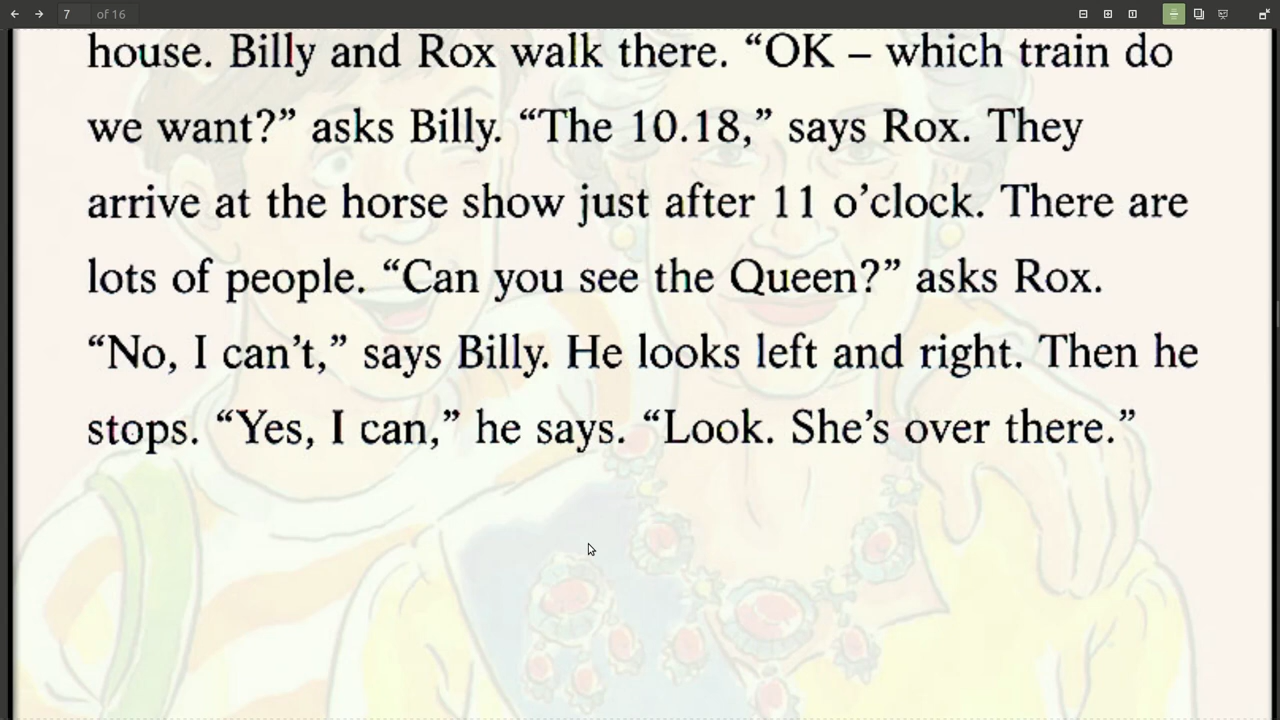 7 of 16
house. Billy and Rox walk there. “OK – which train do
we want?” asks Billy. “The 10.18,” says Rox. They
arrive at the horse show just after 11 o’clock. There are
lots of people. “Can you see the Queen?” asks Rox.
“No, I can’t,” says Billy. He looks left and right. Then he
stops. “Yes, I can,” he says. “Look. She’s over there.”